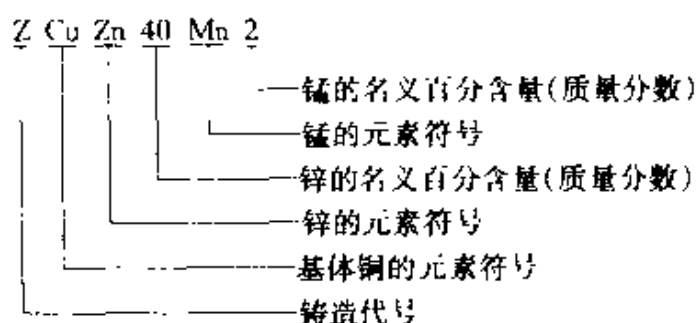 Z Cu Zn 40 Mn 2
锰的名义百分含量(质量分数)
锰的元素符号
锌的名义百分含量(质量分数)
锌的元素符号
基体铜的元素符号
铸造代号